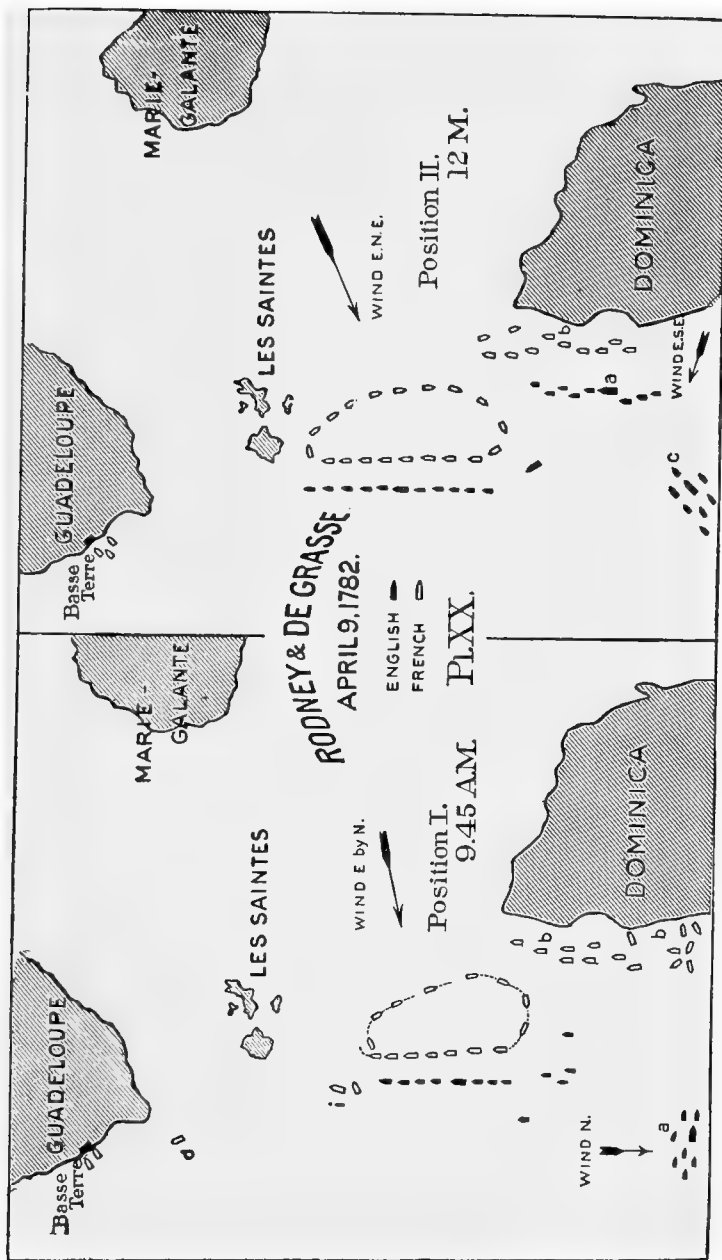 GUADELOUPE
Basse
Terre
MARIE-
GALANTE
LES SAINTES
d
i
WIND E by N.
Position I.
9.45 A.M.
WIND N.
a
b
b
DOMINICA
RODNEY & DE GRASSE.
APRIL 9, 1782.
ENGLISH
FRENCH
Pl.XX.
GUADELOUPE
Basse
Terre
MARIE-
GALANTE
LES SAINTES
WIND E.N.E.
Position II.
12 M.
b
a
WIND E.S.E.
c
DOMINICA